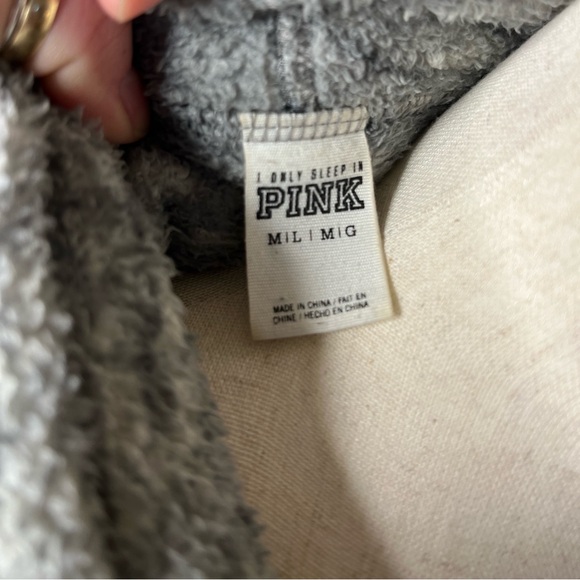 I ONLY SLEEP IN
PINK
M|L | M|G
MADE IN CHINA / FAIT EN
CHINE / HECHO EN CHINA